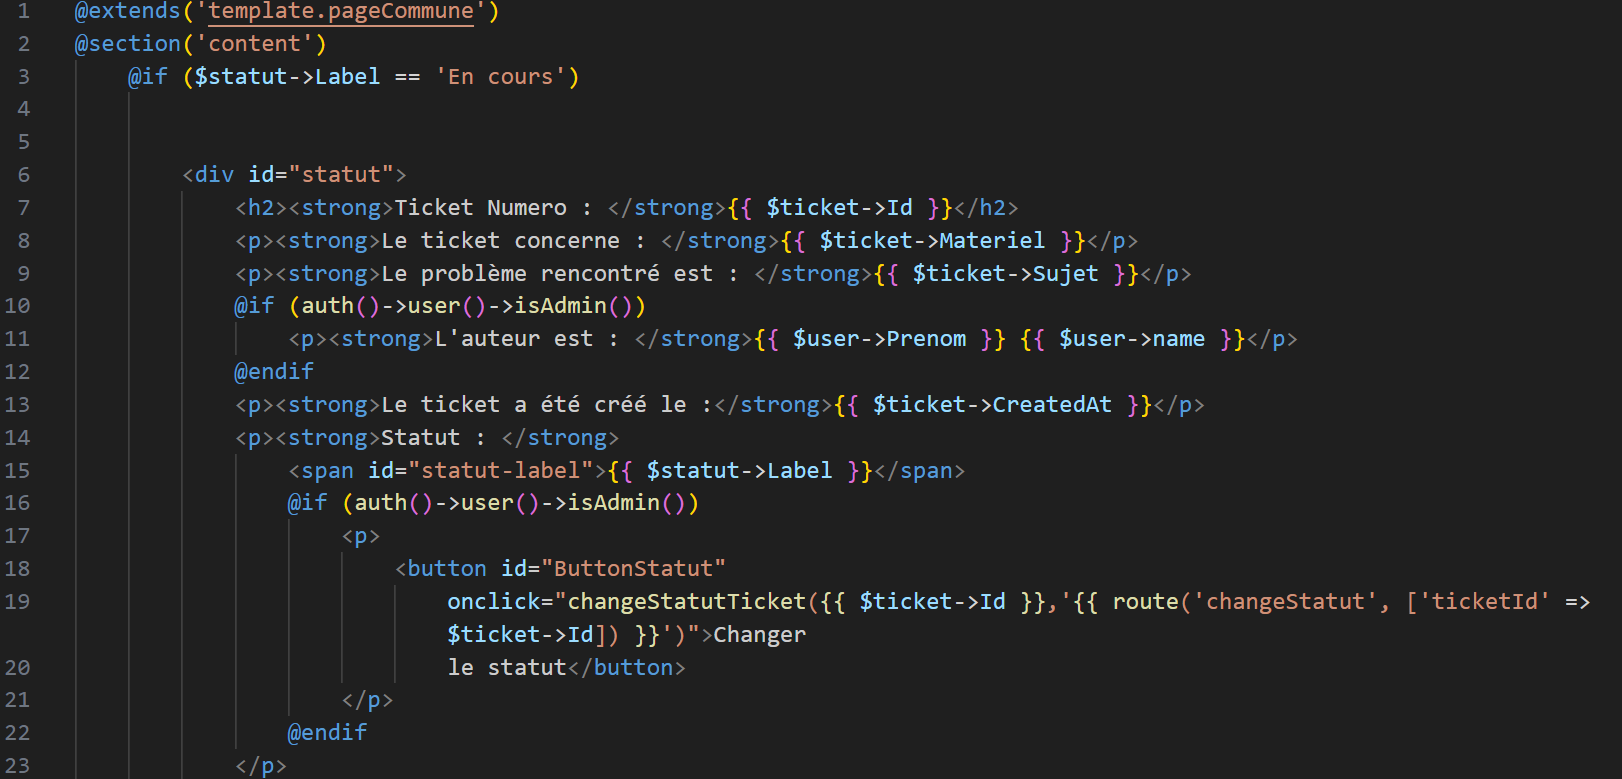 1 @extends('template.pageCommune')
2 @section('content')
3 @if ($statut->Label == 'En cours')
4
5
6 <div id="statut">
7 <h2><strong>Ticket Numero : </strong>{{ $ticket->Id }}</h2>
8 <p><strong>Le ticket concerne : </strong>{{ $ticket->Materiel }}</p>
9 <p><strong>Le problème rencontré est : </strong>{{ $ticket->Sujet }}</p>
10 @if (auth()->user()->isAdmin())
11 <p><strong>L'auteur est : </strong>{{ $user->Prenom }} {{ $user->name }}</p>
12 @endif
13 <p><strong>Le ticket a été créé le :</strong>{{ $ticket->CreatedAt }}</p>
14 <p><strong>Statut : </strong>
15 <span id="statut-label">{{ $statut->Label }}</span>
16 @if (auth()->user()->isAdmin())
17 <p>
18 <button id="ButtonStatut"
19 onclick="changeStatutTicket({{ $ticket->Id }},'{{ route('changeStatut', ['ticketId' =>
$ticket->Id]) }}')">Changer
20 le statut</button>
21 </p>
22 @endif
23 </p>